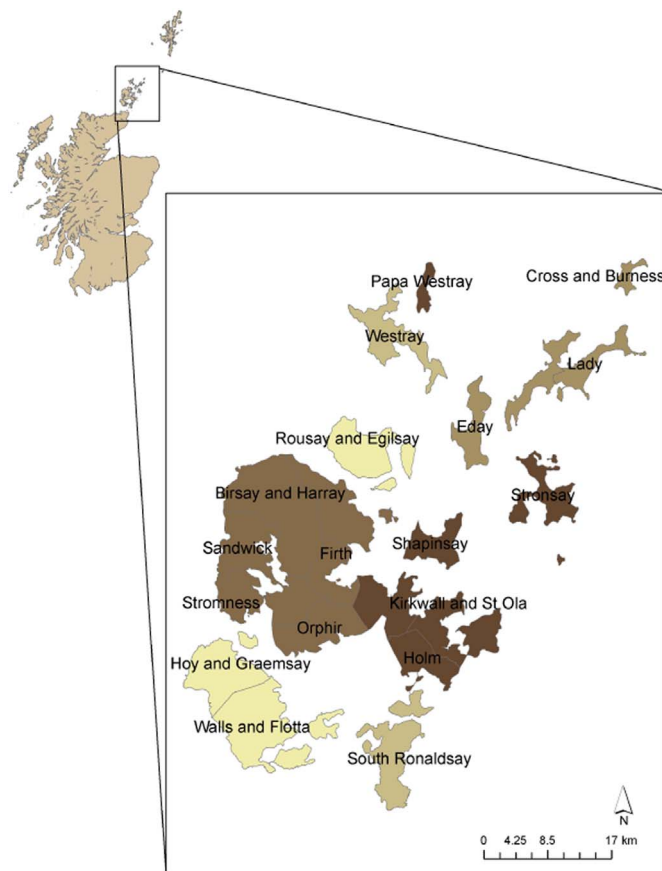 Papa Westray
Cross and Burness
Westray
Lady
Eday
Rousay and Egilsay
Birsay and Harray
Stronsay
Sandwick
Firth
Shapinsay
Stromness
Kirkwall and St Ola
Orphir
Holm
Hoy and Graemsay
Walls and Flotta
South Ronaldsay
N
0 4.25 8.5 17 km